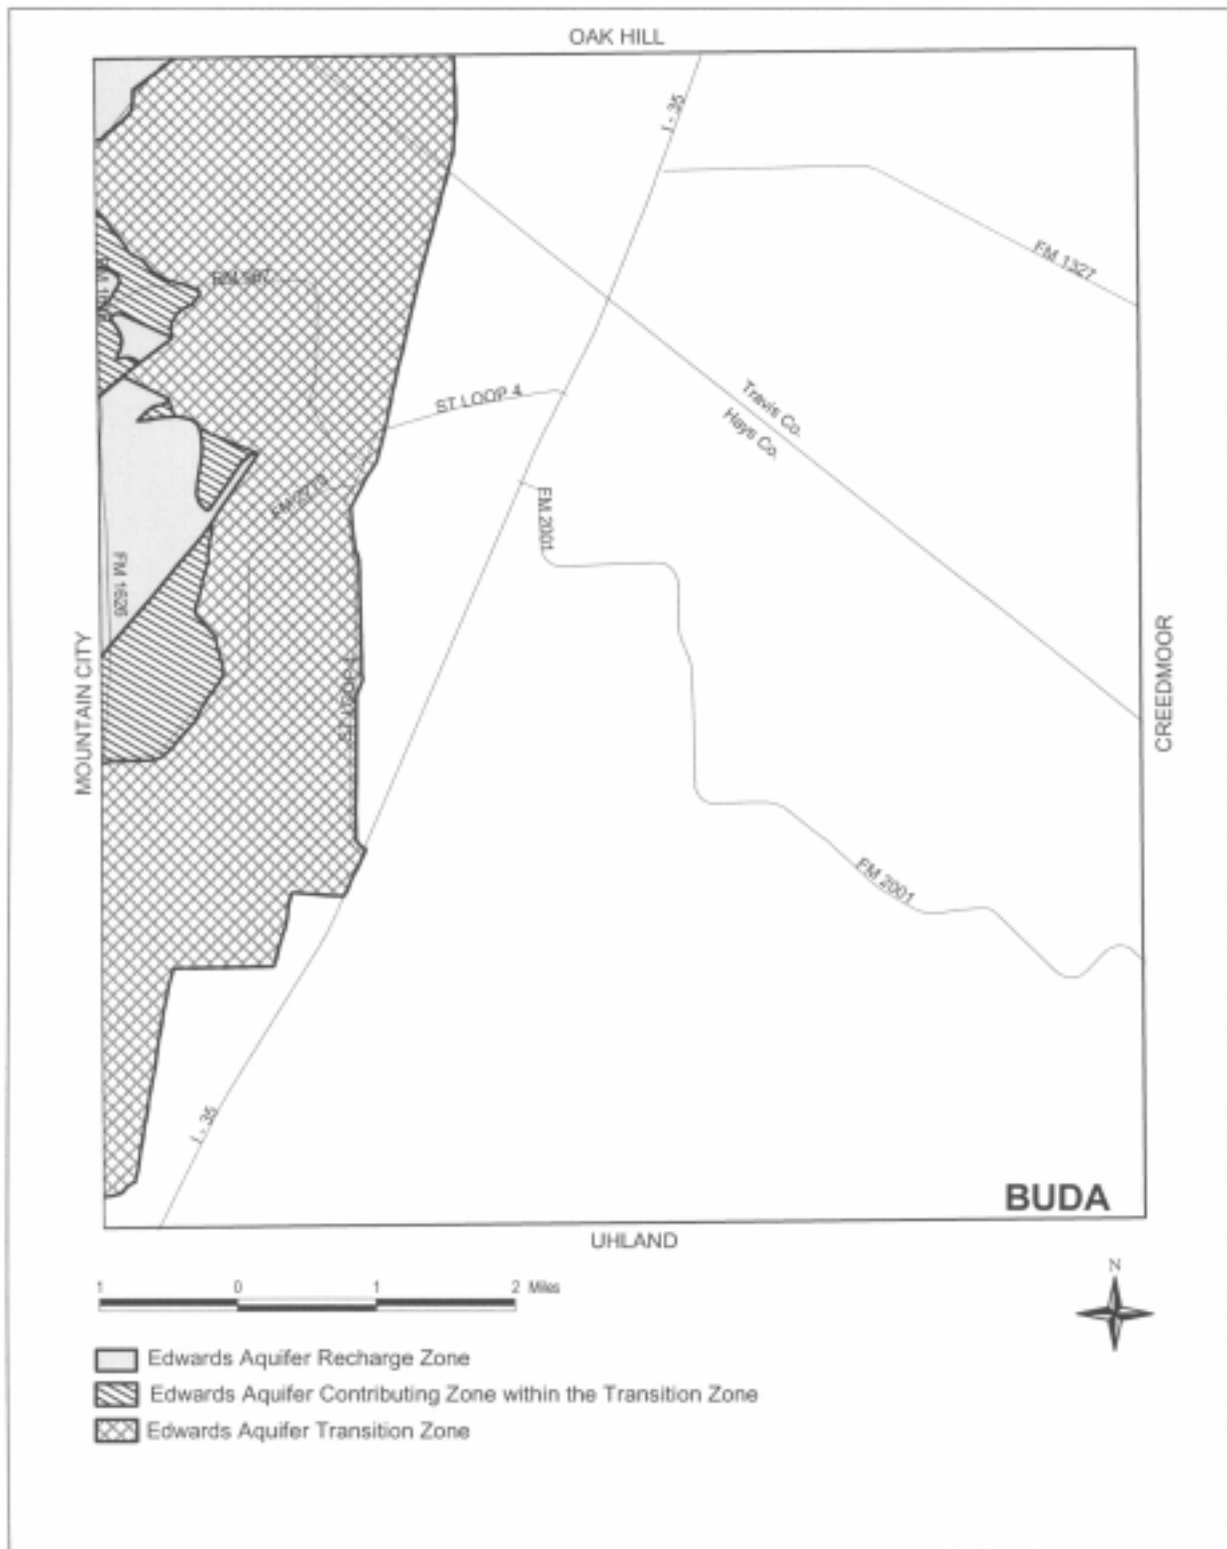 OAK HILL
I - 35
FM 1327
Travis Co.
Hays Co.
ST LOOP 4
FM 2001
FM 1626
MOUNTAIN CITY
CREEDMOOR
ST LOOP 4
FM 2001
I - 35
BUDA
UHLAND
1 0 1 2 Miles
N
Edwards Aquifer Recharge Zone
Edwards Aquifer Contributing Zone within the Transition Zone
Edwards Aquifer Transition Zone